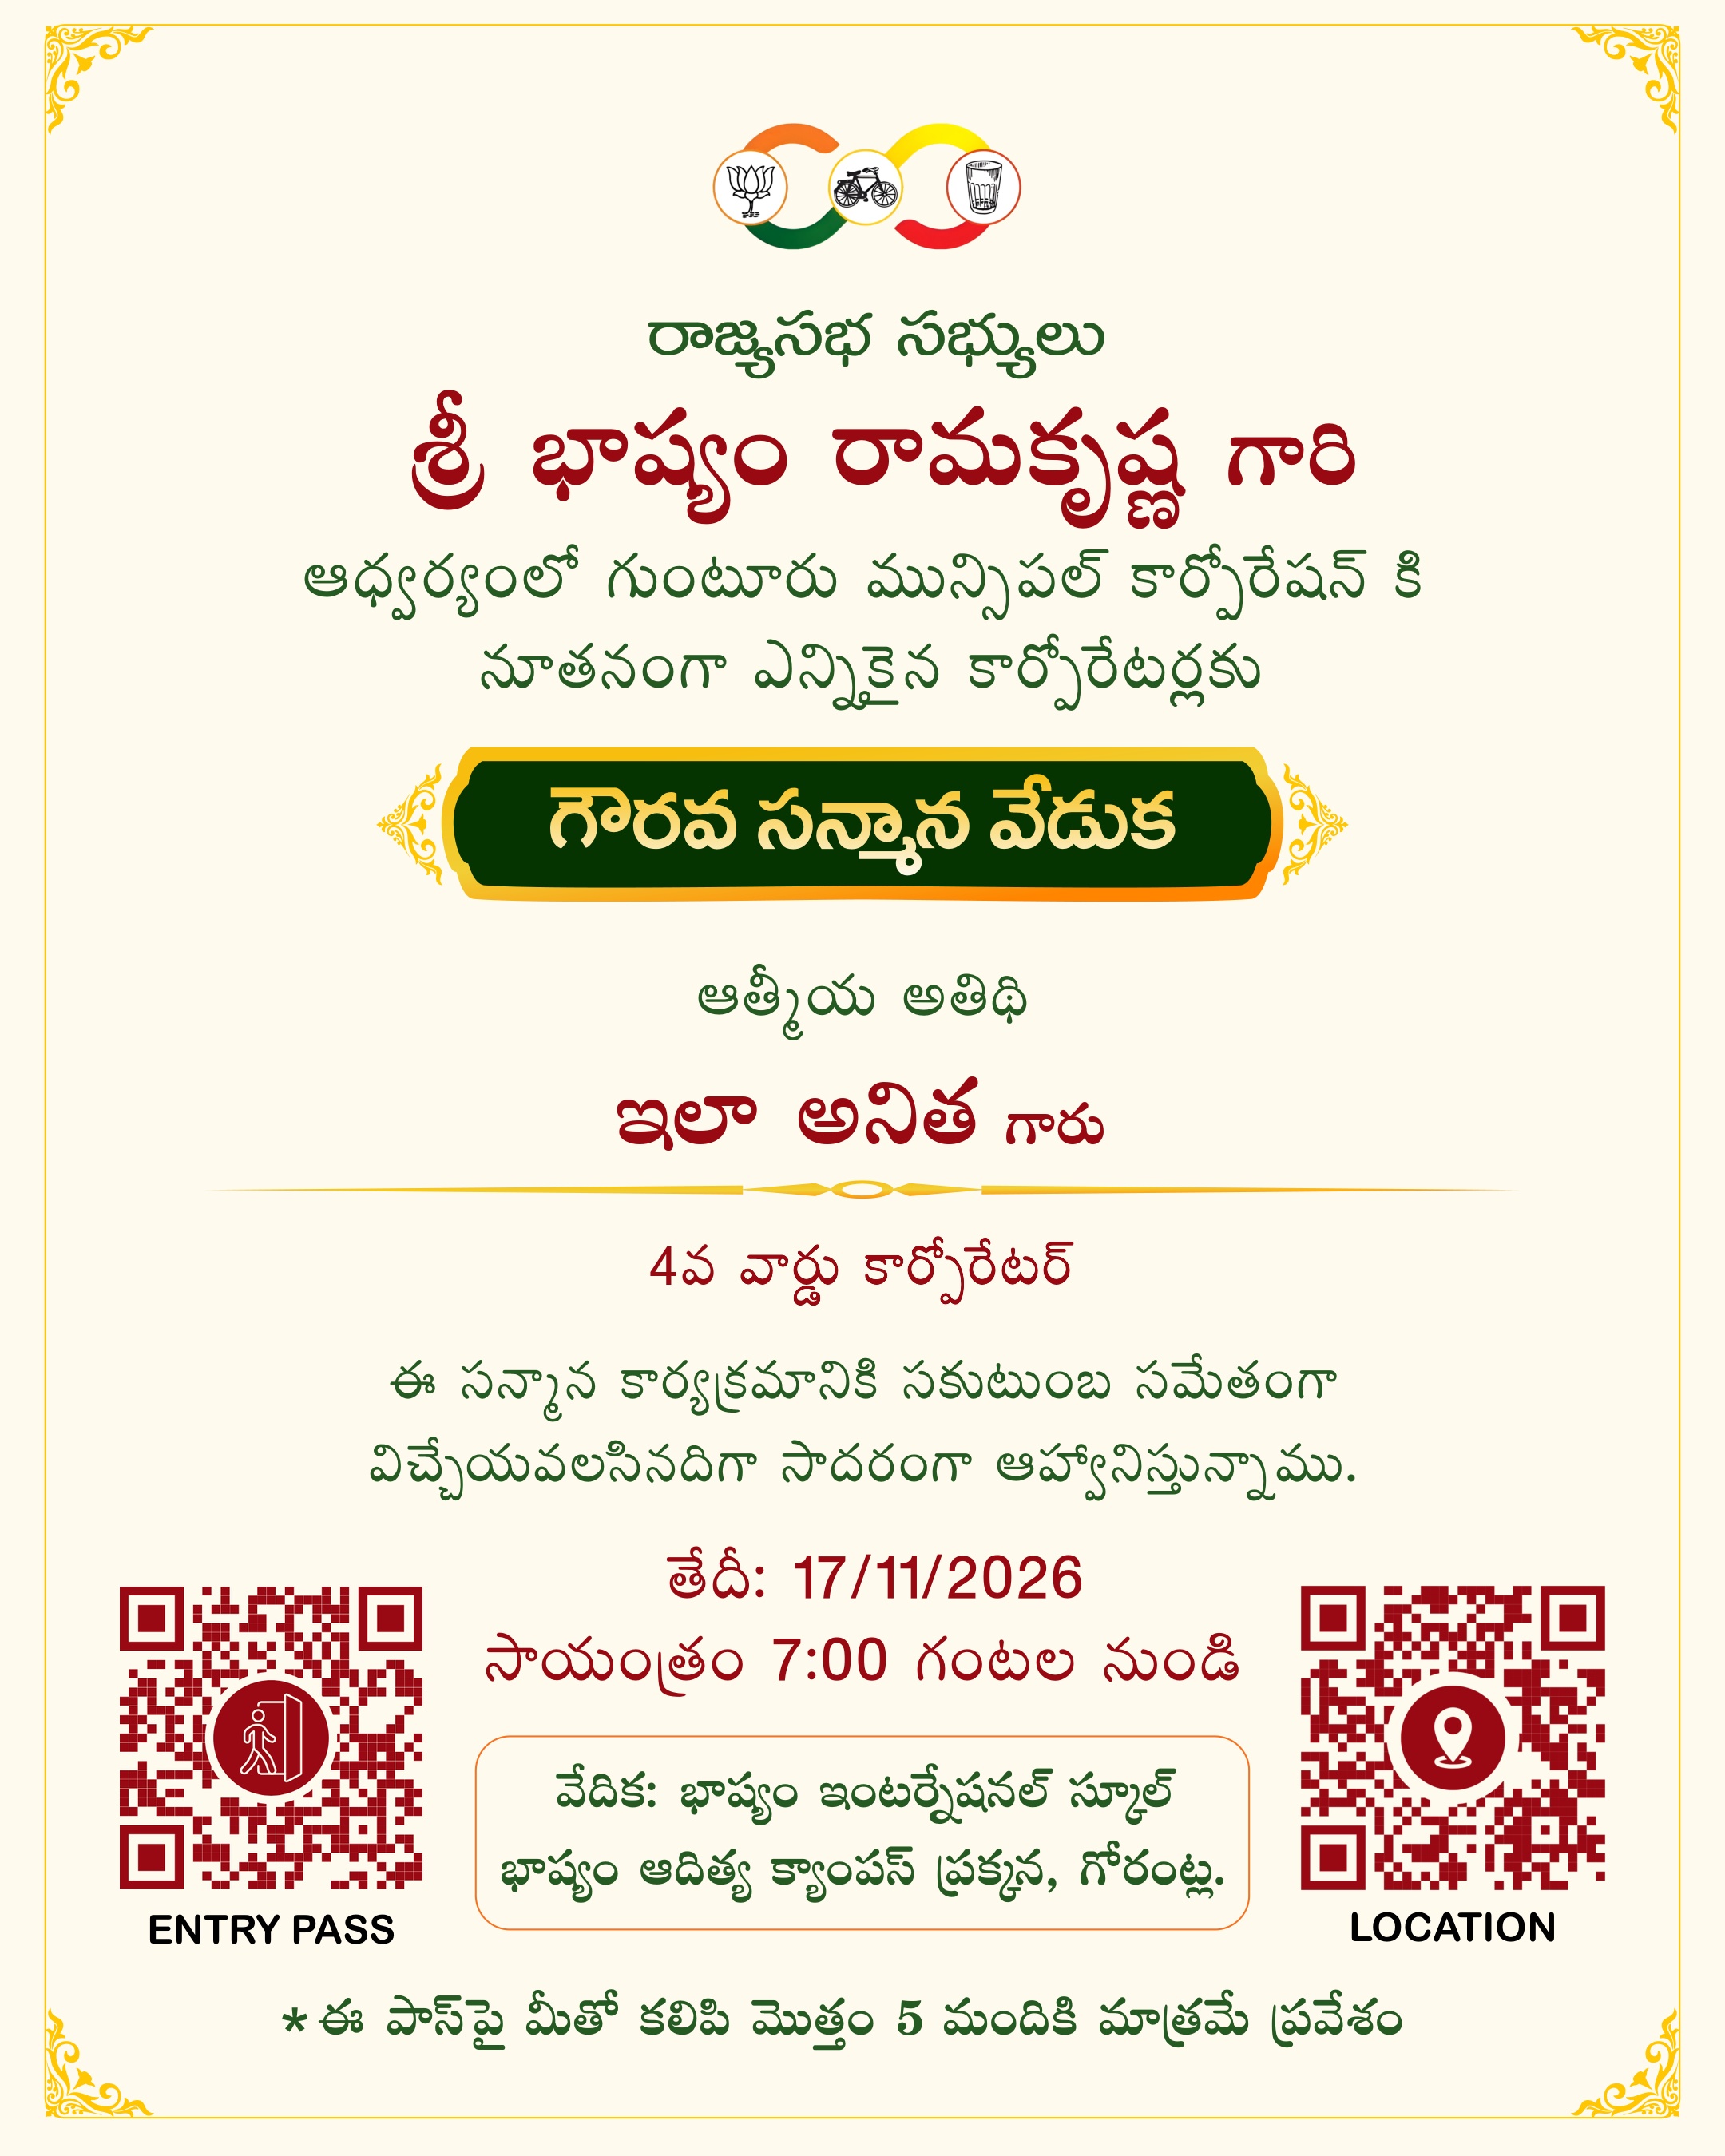 రాజ్యసభ సభ్యులు
శ్రీ భాష్యం రామకృష్ణ గారి
ఆధ్వర్యంలో గుంటూరు మున్సిపల్ కార్పోరేషన్ కి
నూతనంగా ఎన్నికైన కార్పోరేటర్లకు
గౌరవ సన్మాన వేడుక
ఆత్మీయ అతిథి
ఇలా అనిత గారు
4వ వార్డు కార్పోరేటర్
ఈ సన్మాన కార్యక్రమానికి సకుటుంబ సమేతంగా
విచ్చేయవలసినదిగా సాదరంగా ఆహ్వానిస్తున్నాము.
తేదీ: 17/11/2026
సాయంత్రం 7:00 గంటల నుండి
వేదిక: భాష్యం ఇంటర్నేషనల్ స్కూల్
భాష్యం ఆదిత్య క్యాంపస్ ప్రక్కన, గోరంట్ల.
ENTRY PASS
LOCATION
*ఈ పాస్‌పై మీతో కలిపి మొత్తం 5 మందికి మాత్రమే ప్రవేశం